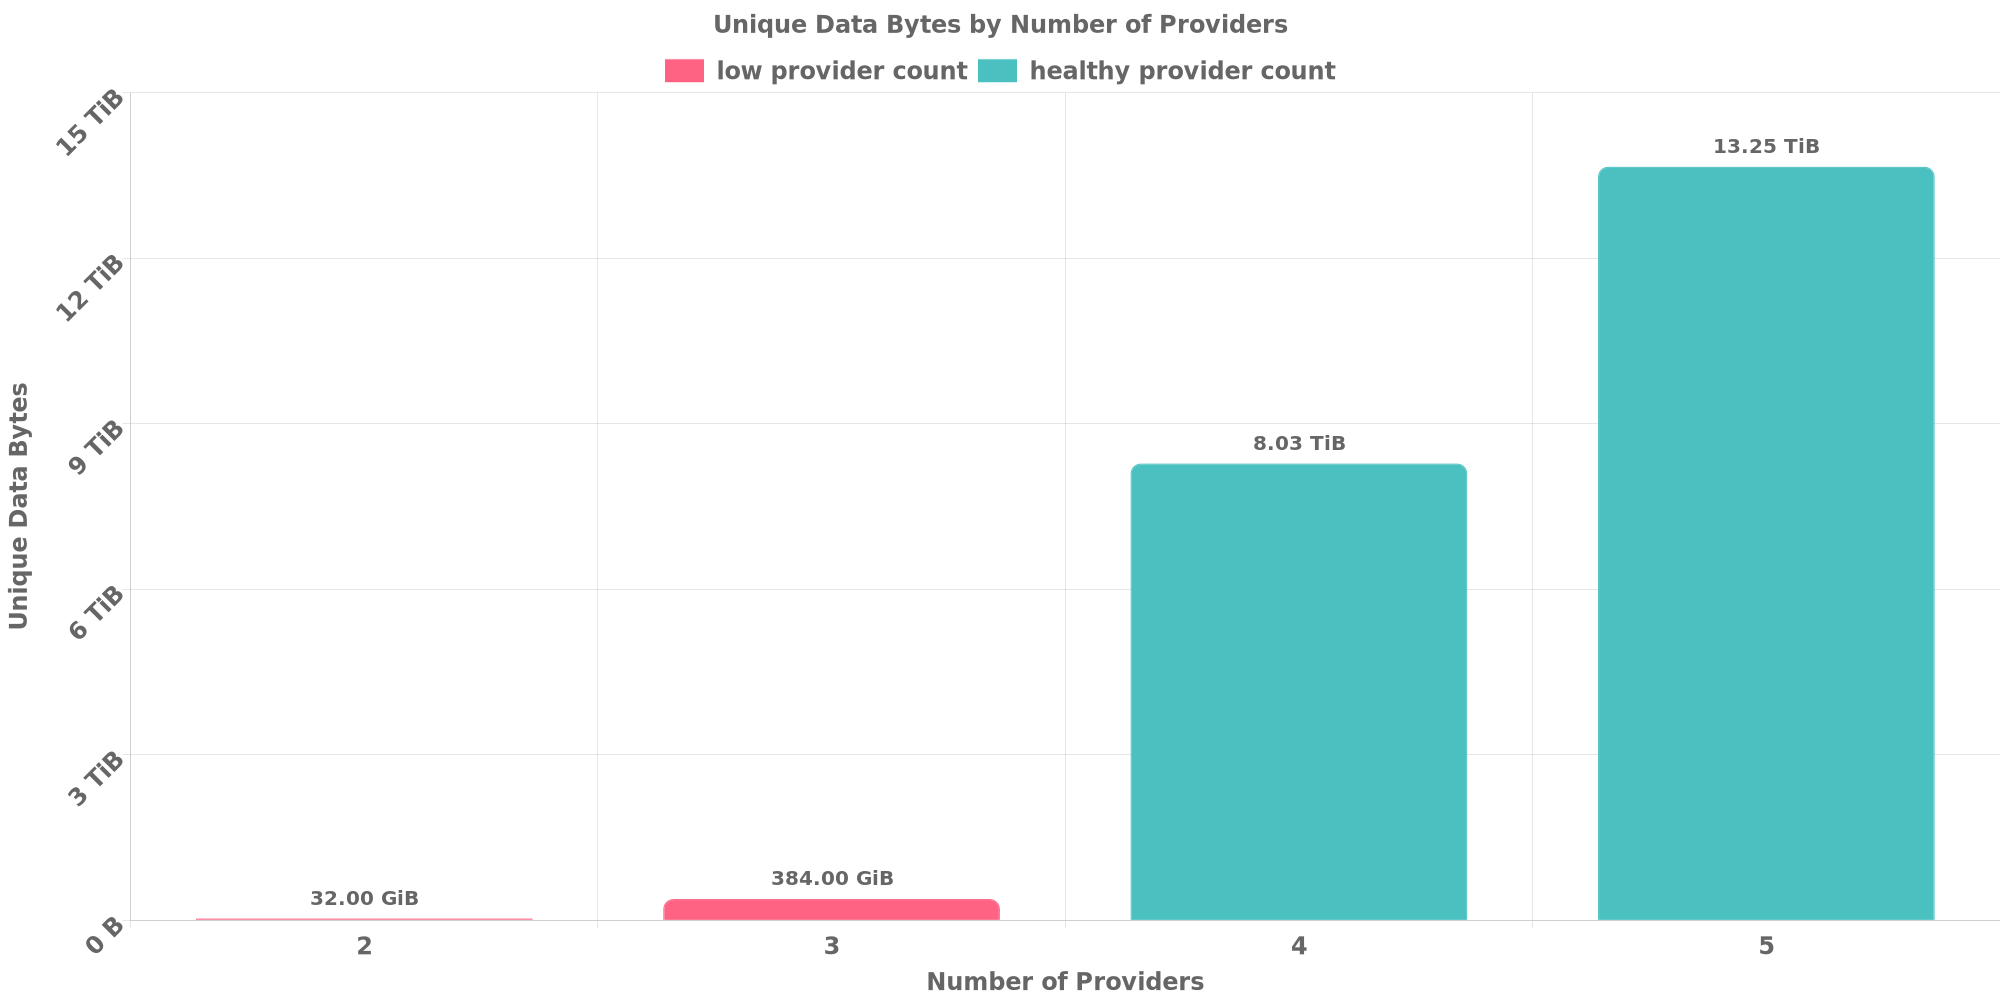 Unique Data Bytes by Number of Providers
low provider count healthy provider count
15 TiB
12 TiB
9 TiB
6 TiB
3 TiB
0 B
Unique Data Bytes
32.00 GiB
384.00 GiB
8.03 TiB
13.25 TiB
2 3 4 5
Number of Providers